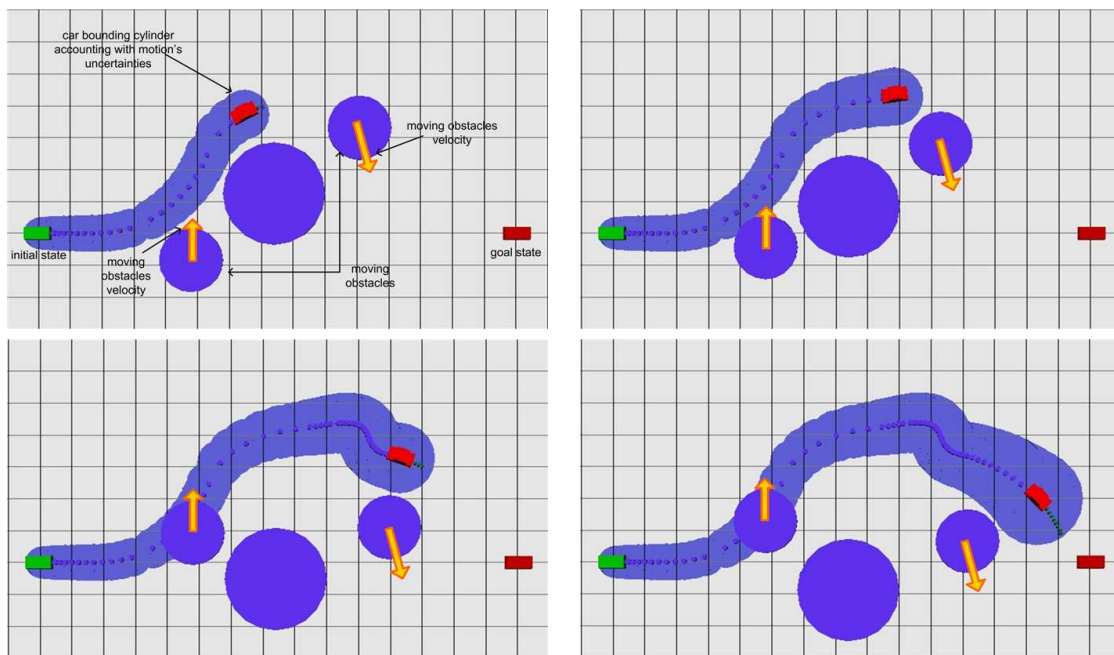 car bounding cylinder
accounting with motion's
uncertainties
moving obstacles
velocity
initial state
moving
obstacles
velocity
moving
obstacles
goal state